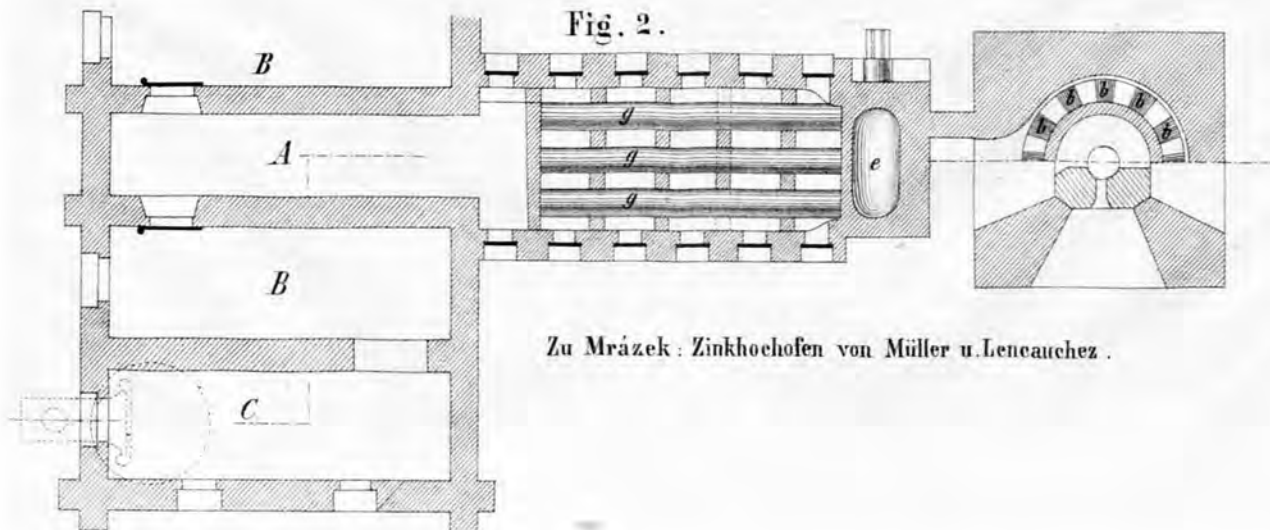 Fig. 2.
B
A
g
g
g
e
b b b b b
B
C
Zu Mrázek: Zinkhochofen von Müller u. Lencauchez.